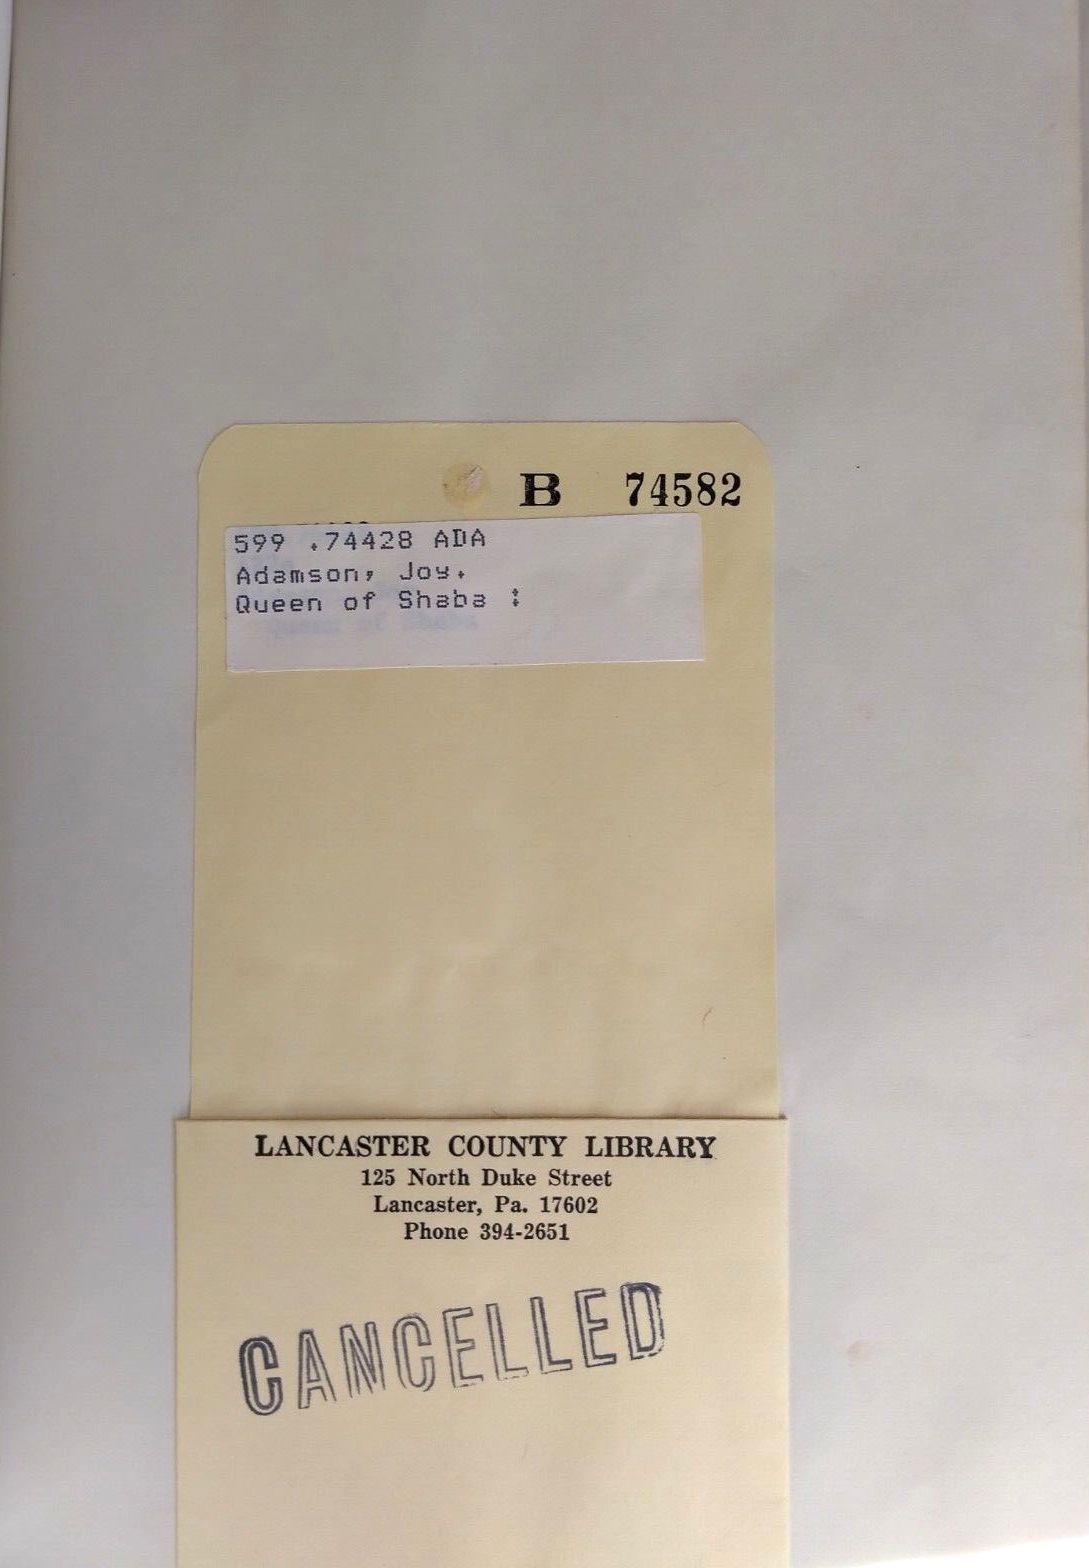 B 74582
599 .74428 ADA
Adamson, Joy.
Queen of Shaba :
LANCASTER COUNTY LIBRARY
125 North Duke Street
Lancaster, Pa. 17602
Phone 394-2651
CANCELLED